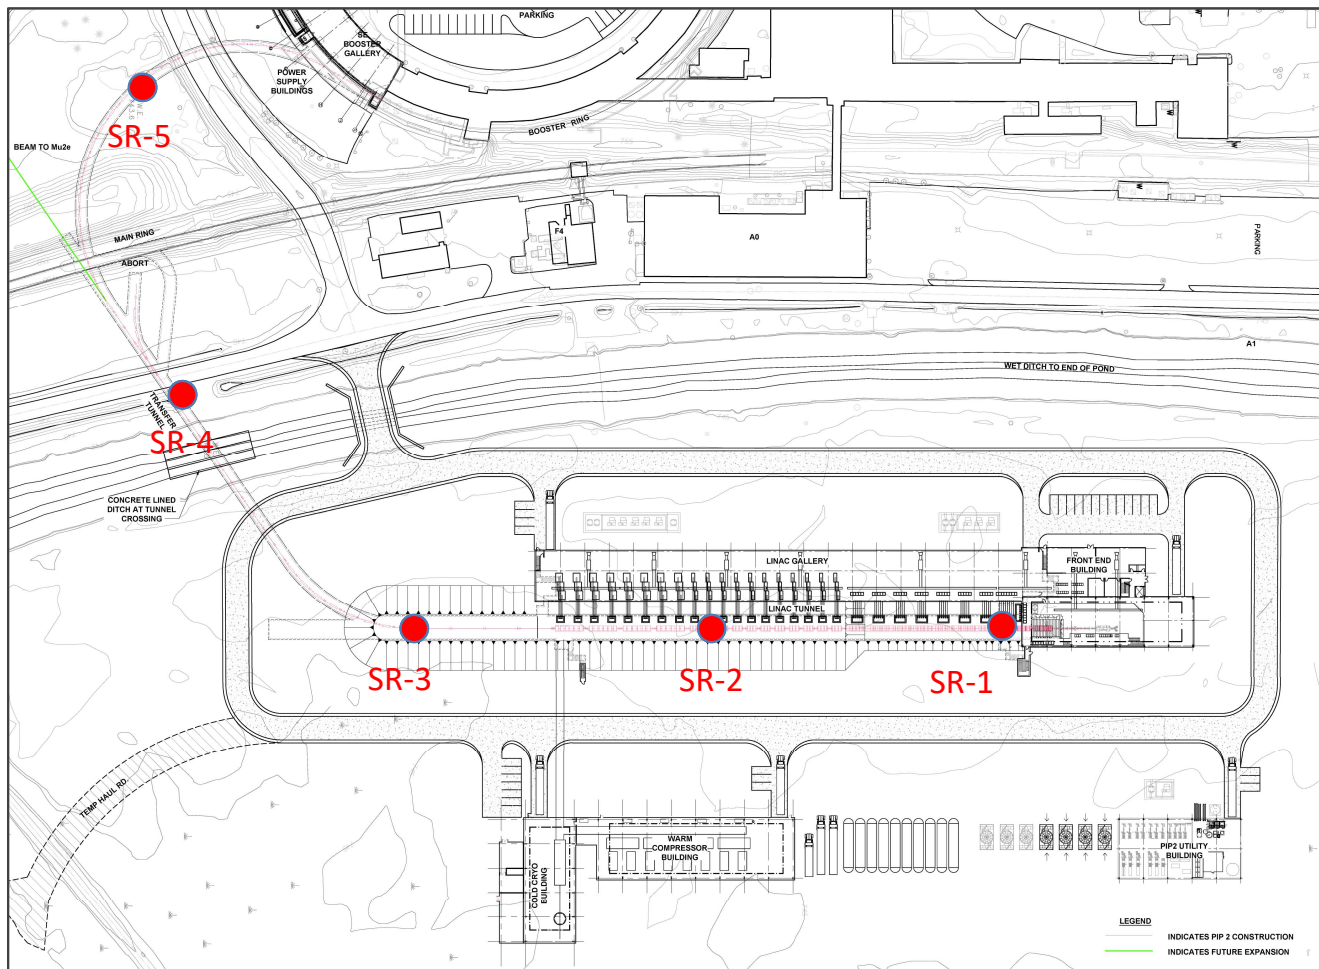 PARKING
SE
BOOSTER
GALLERY
POWER
SUPPLY
BUILDINGS
SR-5
BOOSTER RING
BEAM TO Mu2e
MAIN RING
ABORT
F4
A0
PARKING
A1
WET DITCH TO END OF POND
TRANSFER
TUNNEL
SR-4
CONCRETE LINED
DITCH AT TUNNEL
CROSSING
LINAC GALLERY
FRONT END
BUILDING
LINAC TUNNEL
SR-3
SR-2
SR-1
TEMP HAUL RD
WARM
COMPRESSOR
BUILDING
COLD CRYO
BUILDING
PIP2 UTILITY
BUILDING
LEGEND
INDICATES PIP 2 CONSTRUCTION
INDICATES FUTURE EXPANSION